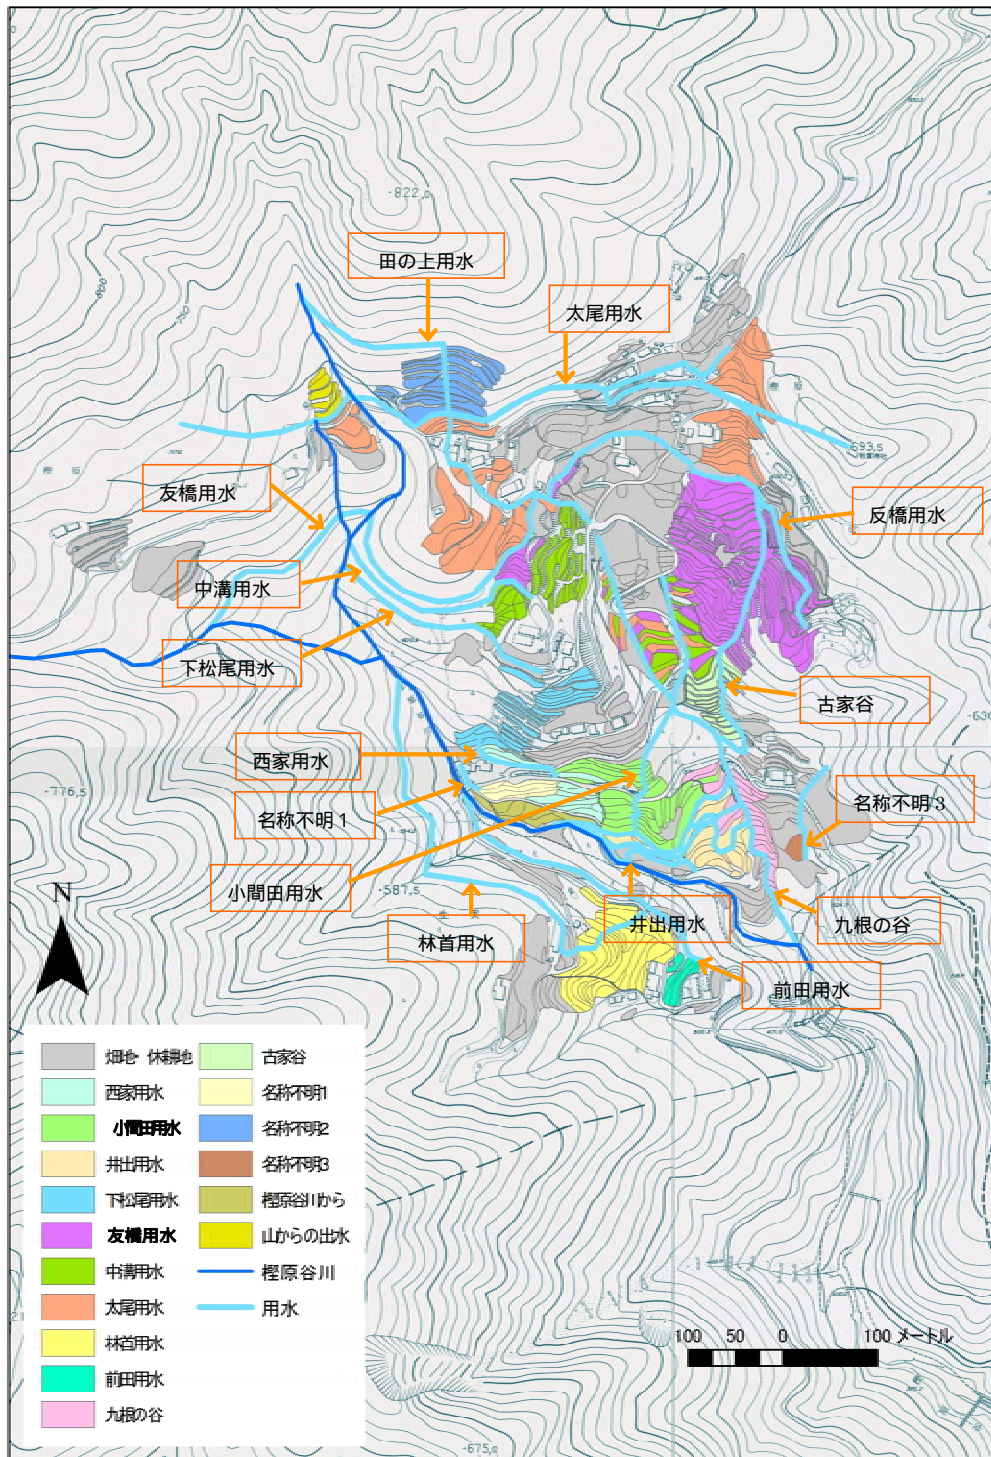 822.0
田の上用水
太尾用水
693.5
友橋用水
反橋用水
中溝用水
下松尾用水
古家谷
西家用水
776.5
名称不明1
名称不明3
小間田用水
587.5
林首用水
井出用水
九根の谷
前田用水
N
畑地・休耕地
西家用水
小間田用水
井出用水
下松尾用水
友橋用水
中溝用水
太尾用水
林首用水
前田用水
九根の谷
古家谷
名称不明1
名称不明2
名称不明3
樫原谷川から
山からの出水
樫原谷川
用水
100 50 0 100 メートル
675.0